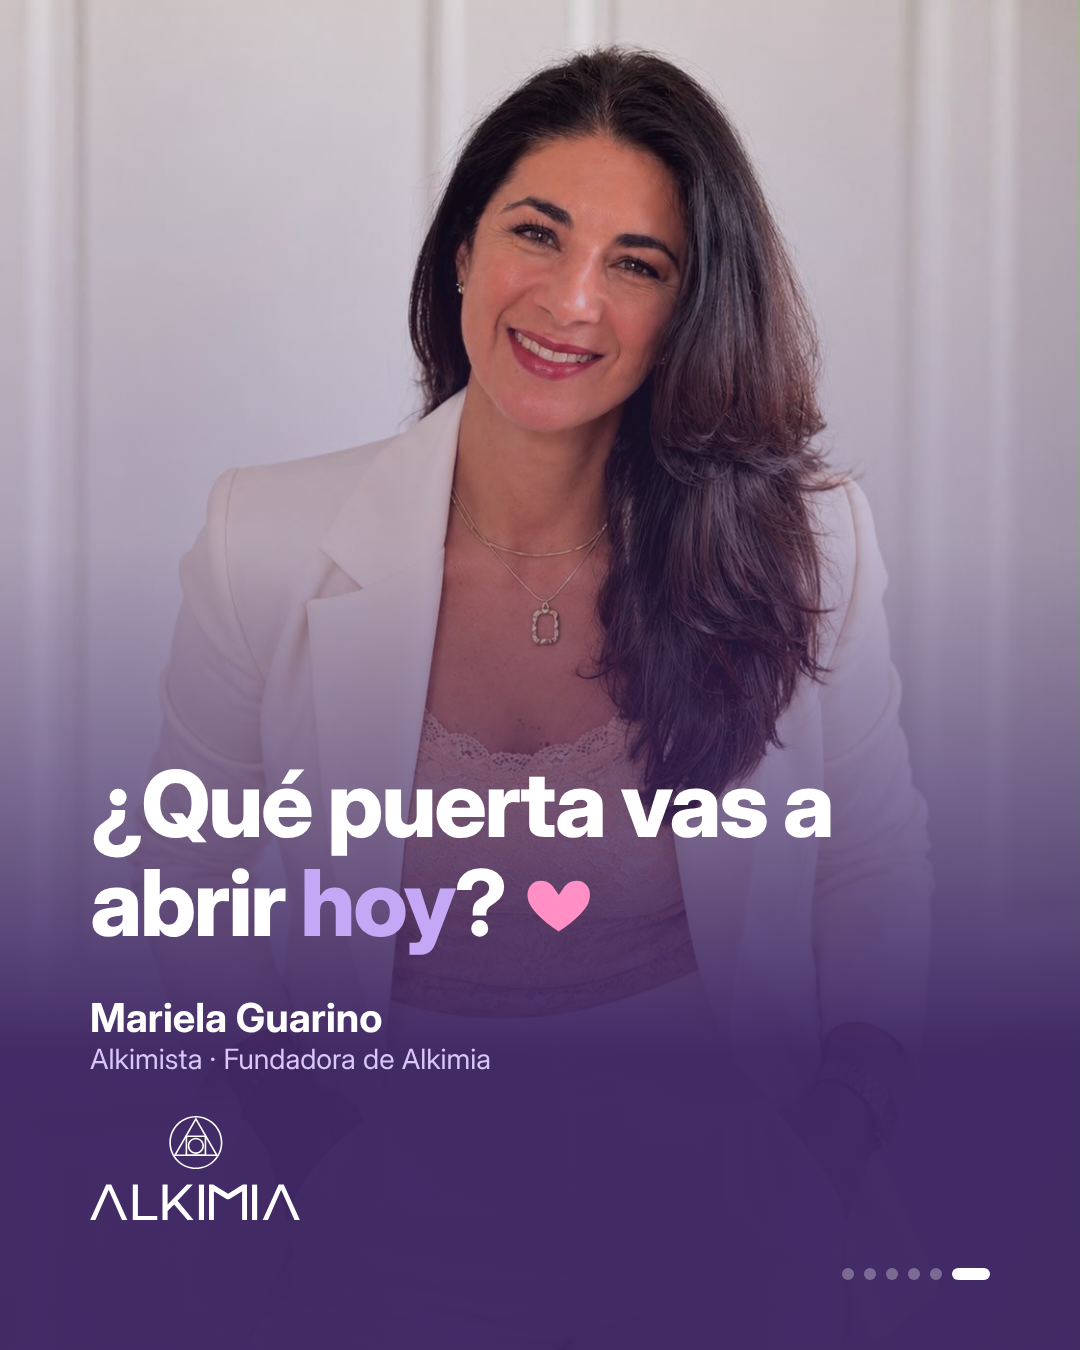 ¿Qué puerta vas a
abrir hoy? 🩷
Mariela Guarino
Alkimista · Fundadora de Alkimia
ALKIMIA